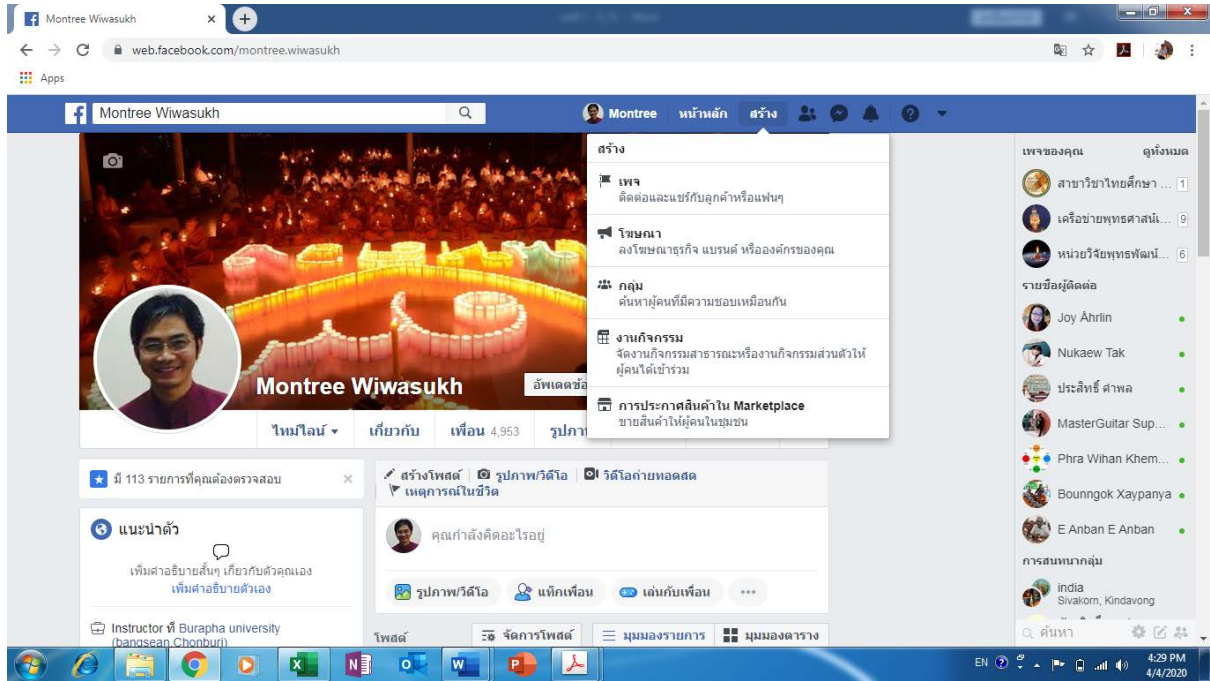 Montree Wiwasukh
web.facebook.com/montree.wiwasukh
Apps
Montree Wiwasukh
Montree หน้าหลัก สร้าง
สร้าง
เพจ
ติดต่อและแชร์กับลูกค้าหรือแฟนๆ
โฆษณา
ลงโฆษณาธุรกิจ แบรนด์ หรือองค์กรของคุณ
กลุ่ม
ค้นหาผู้คนที่มีความชอบเหมือนกัน
งานกิจกรรม
จัดงานกิจกรรมสาธารณะหรืองานกิจกรรมส่วนตัวให้
ผู้คนได้เข้าร่วม
การประกาศสินค้าใน Marketplace
ขายสินค้าให้ผู้คนในชุมชน
Montree Wiwasukh
อัพเดตข้อ
ไทม์ไลน์ เกี่ยวกับ เพื่อน 4,953 รูปภา
มี 113 รายการที่คุณต้องตรวจสอบ
แนะนำตัว
เพิ่มคำอธิบายสั้นๆ เกี่ยวกับตัวคุณเอง
เพิ่มคำอธิบายตัวเอง
Instructor ที่ Burapha university
(bangsean,Chonburi)
สร้างโพสต์ รูปภาพ/วิดีโอ วิดีโอถ่ายทอดสด
เหตุการณ์ในชีวิต
คุณกำลังคิดอะไรอยู่
รูปภาพ/วิดีโอ แท็กเพื่อน เล่นกับเพื่อน ...
โพสต์ จัดการโพสต์ มุมมองรายการ มุมมองตาราง
เพจของคุณ ดูทั้งหมด
สาขาวิชาไทยศึกษา ... 1
เครือข่ายพุทธศาสน์... 9
หน่วยวิจัยพุทธพัฒน์... 6
รายชื่อผู้ติดต่อ
Joy Ährlin
Nukaew Tak
ประสิทธิ์ ศาพล
MasterGuitar Sup...
Phra Wihan Khem...
Bounngok Xaypanya
E Anban E Anban
การสนทนากลุ่ม
india
Sivakorn, Kindavong
ค้นหา
EN
4:29 PM
4/4/2020